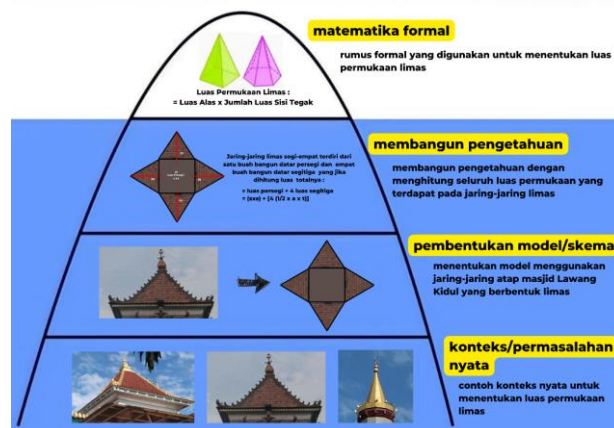 matematika formal
rumus formal yang digunakan untuk menentukan luas
permukaan limas
Luas Permukaan Limas :
= Luas Alas x Jumlah Luas Sisi Tegak
membangun pengetahuan
Jaring-jaring limas segi-empat terdiri dari
satu buah bangun datar persegi dan empat
buah bangun datar segitiga yang jika
dihitung luas totalnya :
= luas persegi + 4 luas segitiga
= (sxs) + [4 (1/2 x a x t)]
membangun pengetahuan dengan
menghitung seluruh luas permukaan yang
terdapat pada jaring-jaring limas
pembentukan model/skema
menentukan model menggunakan
jaring-jaring atap masjid Lawang
Kidul yang berbentuk limas
konteks/permasalahan
nyata
contoh konteks nyata untuk
menentukan luas permukaan
limas